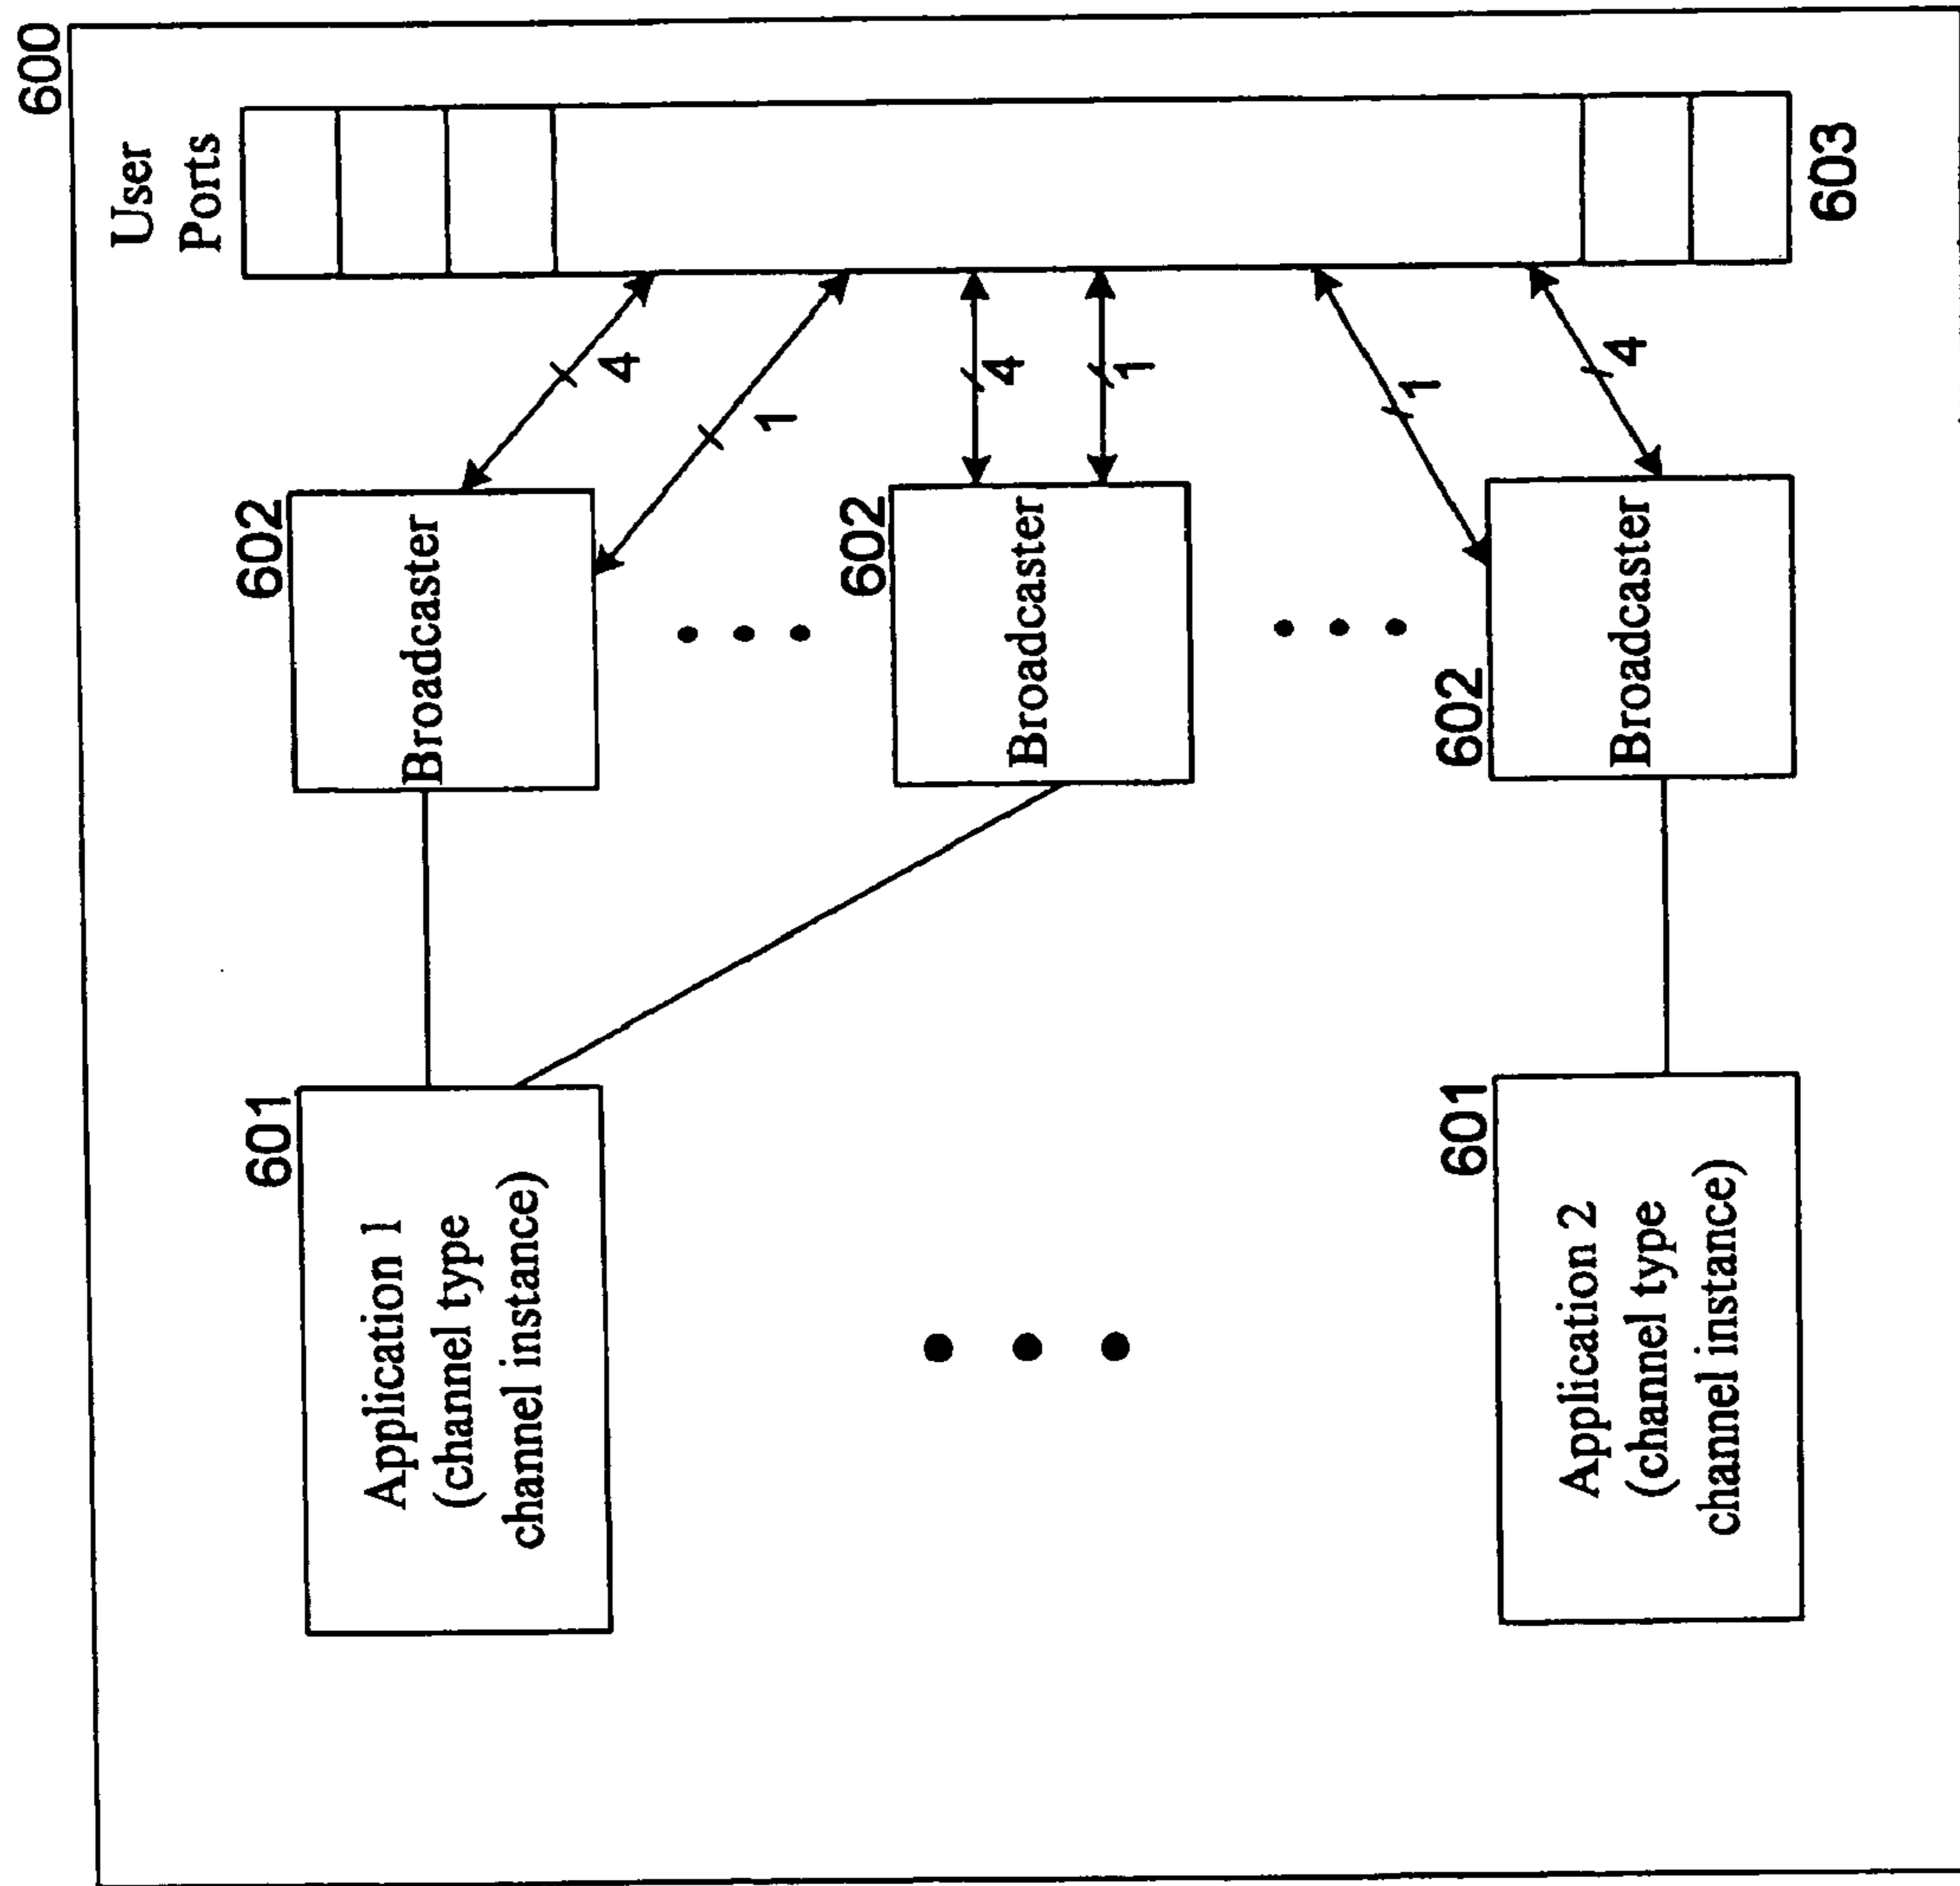 600
User
Ports
603
4
1
4
1
1
4
602
Broadcaster
602
Broadcaster
602
Broadcaster
601
Application 1
(channel type
channel instance)
601
Application 2
(channel type
channel instance)